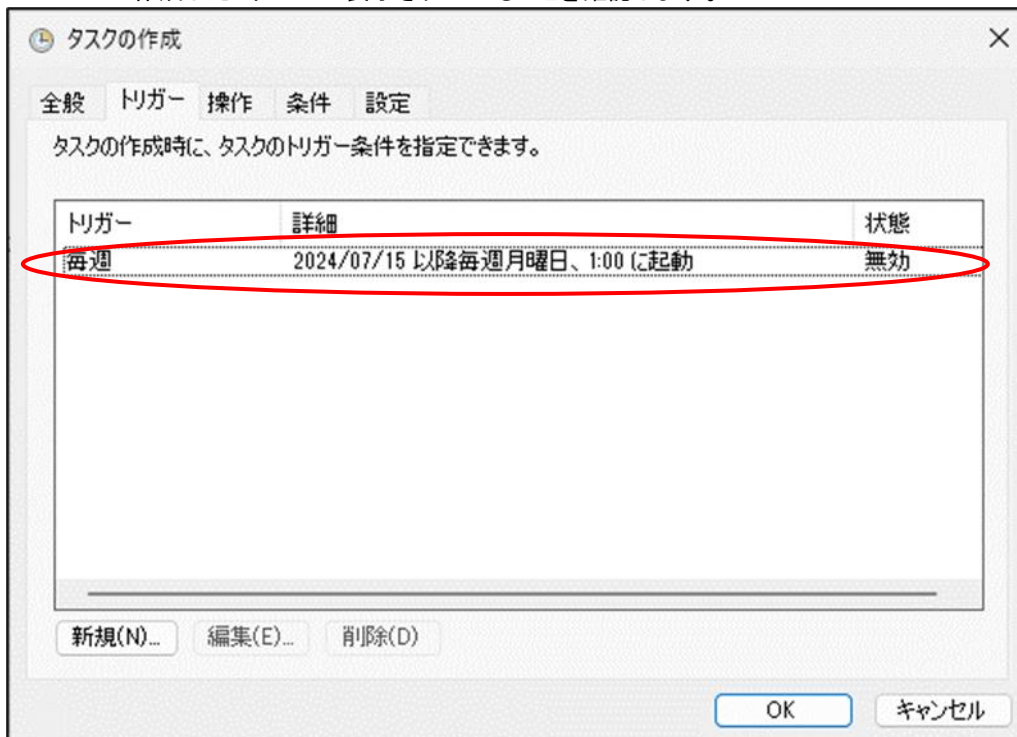 タスクの作成
全般 トリガー 操作 条件 設定
タスクの作成時に、タスクのトリガー条件を指定できます。
トリガー 詳細 状態
毎週 2024/07/15 以降毎週月曜日、1:00 に起動 無効
新規(N)... 編集(E)... 削除(D)
OK キャンセル